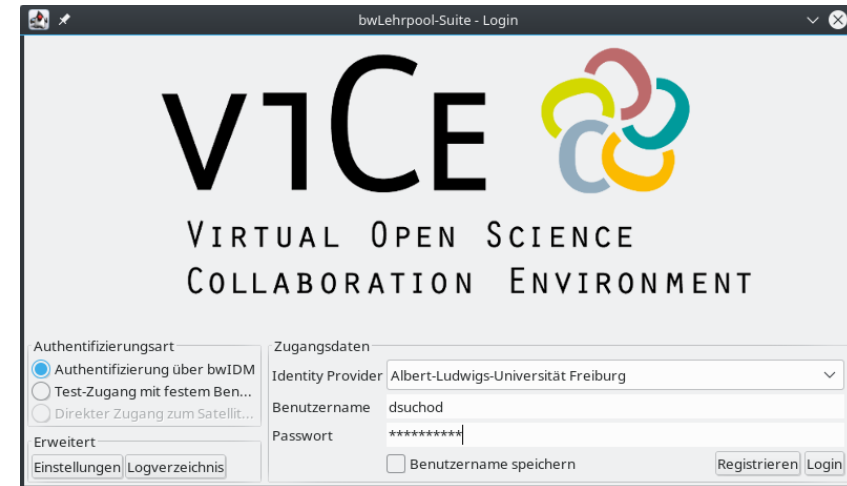 bwLehrpool-Suite - Login
V1CE
VIRTUAL OPEN SCIENCE
COLLABORATION ENVIRONMENT
Authentifizierungsart
Authentifizierung über bwIDM
Test-Zugang mit festem Ben...
Direkter Zugang zum Satellit...
Erweitert
Einstellungen Logverzeichnis
Zugangsdaten
Identity Provider Albert-Ludwigs-Universität Freiburg
Benutzername dsuchod
Passwort **********
Benutzername speichern
Registrieren Login